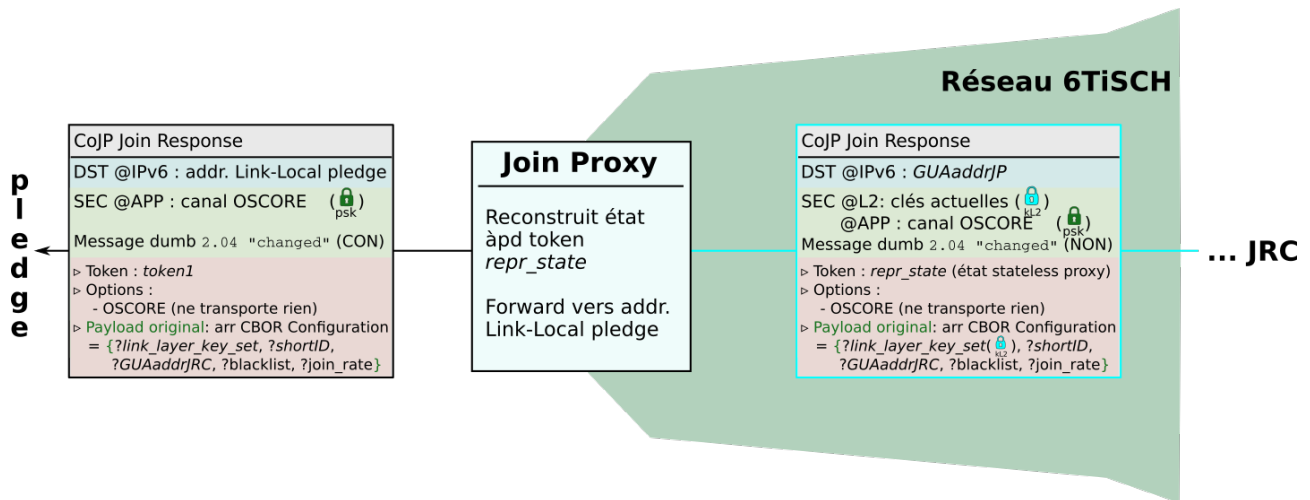 Réseau 6TiSCH
pledge
CoJP Join Response
DST @IPv6 : addr. Link-Local pledge
SEC @APP : canal OSCORE (psk)
Message dumb 2.04 "changed" (CON)
▹ Token : token1
▹ Options :
- OSCORE (ne transporte rien)
▹ Payload original: arr CBOR Configuration
= {?link_layer_key_set, ?shortID,
?GUAaddrJRC, ?blacklist, ?join_rate}
Join Proxy
Reconstruit état
àpd token
repr_state
Forward vers addr.
Link-Local pledge
CoJP Join Response
DST @IPv6 : GUAaddrJP
SEC @L2: clés actuelles (kL2)
@APP : canal OSCORE (psk)
Message dumb 2.04 "changed" (NON)
▹ Token : repr_state (état stateless proxy)
▹ Options :
- OSCORE (ne transporte rien)
▹ Payload original: arr CBOR Configuration
= {?link_layer_key_set(kL2), ?shortID,
?GUAaddrJRC, ?blacklist, ?join_rate}
... JRC